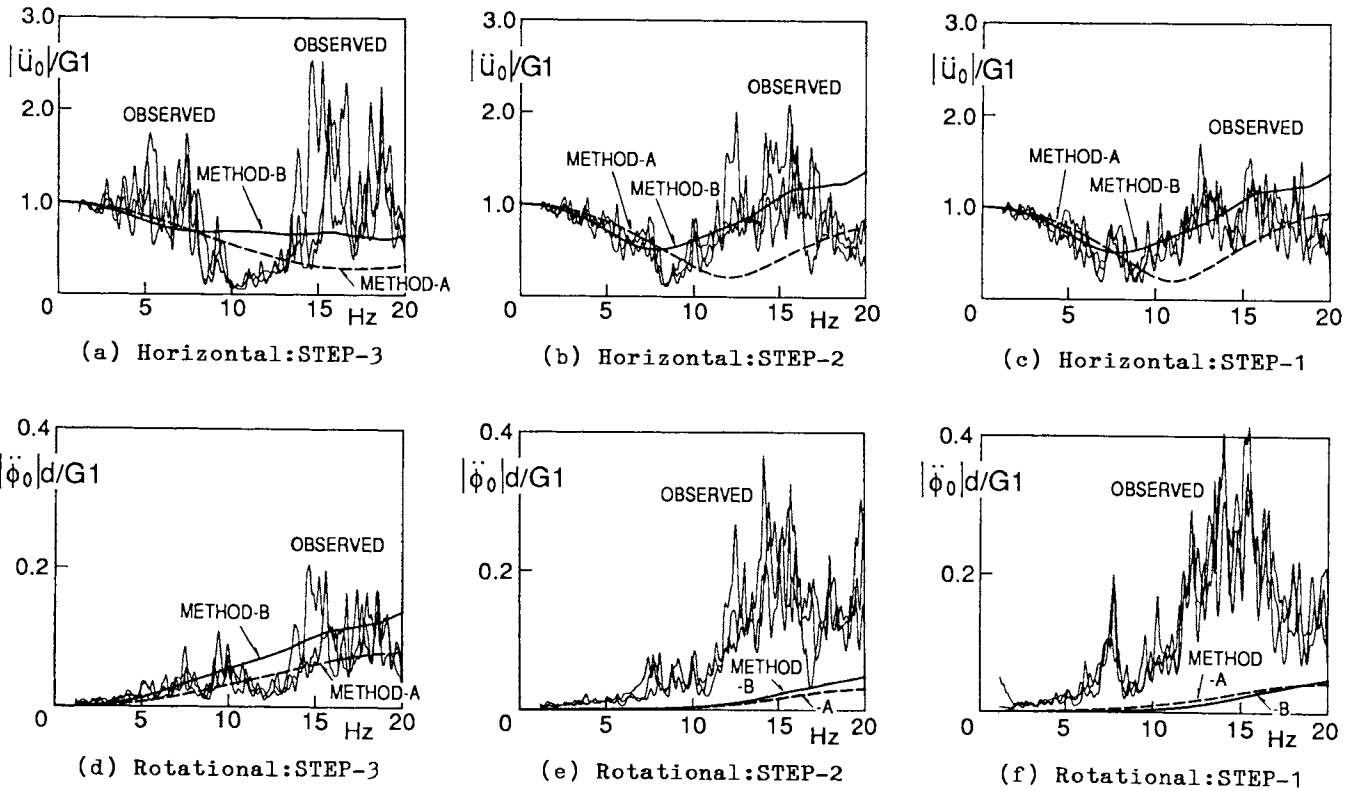 3.0
|ü₀|/G1
2.0
1.0
0
5
10
15
20
Hz
OBSERVED
OBSERVED
METHOD-B
METHOD-A
(a) Horizontal:STEP-3
3.0
|ü₀|/G1
2.0
1.0
0
5
10
15
20
Hz
OBSERVED
METHOD-A
METHOD-B
(b) Horizontal:STEP-2
3.0
|ü₀|/G1
2.0
1.0
0
5
10
15
20
Hz
OBSERVED
METHOD-A
METHOD-B
(c) Horizontal:STEP-1
0.4
|φ̈₀|d/G1
0.2
0
5
10
15
20
Hz
OBSERVED
METHOD-B
METHOD-A
(d) Rotational:STEP-3
0.4
|φ̈₀|d/G1
0.2
0
5
10
15
20
Hz
OBSERVED
METHOD
-B
-A
(e) Rotational:STEP-2
0.4
|φ̈₀|d/G1
0.2
0
5
10
15
20
Hz
OBSERVED
METHOD
-A
-B
(f) Rotational:STEP-1